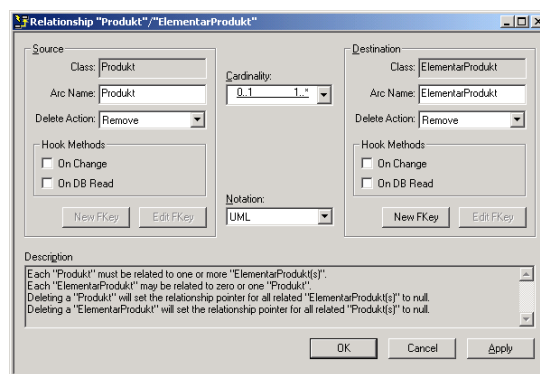 Relationship "Produkt"/"ElementarProdukt"
Source
Class: Produkt
Arc Name: Produkt
Delete Action: Remove
Hook Methods
On Change
On DB Read
New FKey Edit FKey
Cardinality:
0..1 1..*
Notation:
UML
Destination
Class: ElementarProdukt
Arc Name: ElementarProdukt
Delete Action: Remove
Hook Methods
On Change
On DB Read
New FKey Edit FKey
Description
Each "Produkt" must be related to one or more "ElementarProdukt(s)".
Each "ElementarProdukt" may be related to zero or one "Produkt".
Deleting a "Produkt" will set the relationship pointer for all related "ElementarProdukt(s)" to null.
Deleting a "ElementarProdukt" will set the relationship pointer for all related "Produkt(s)" to null.
OK Cancel Apply